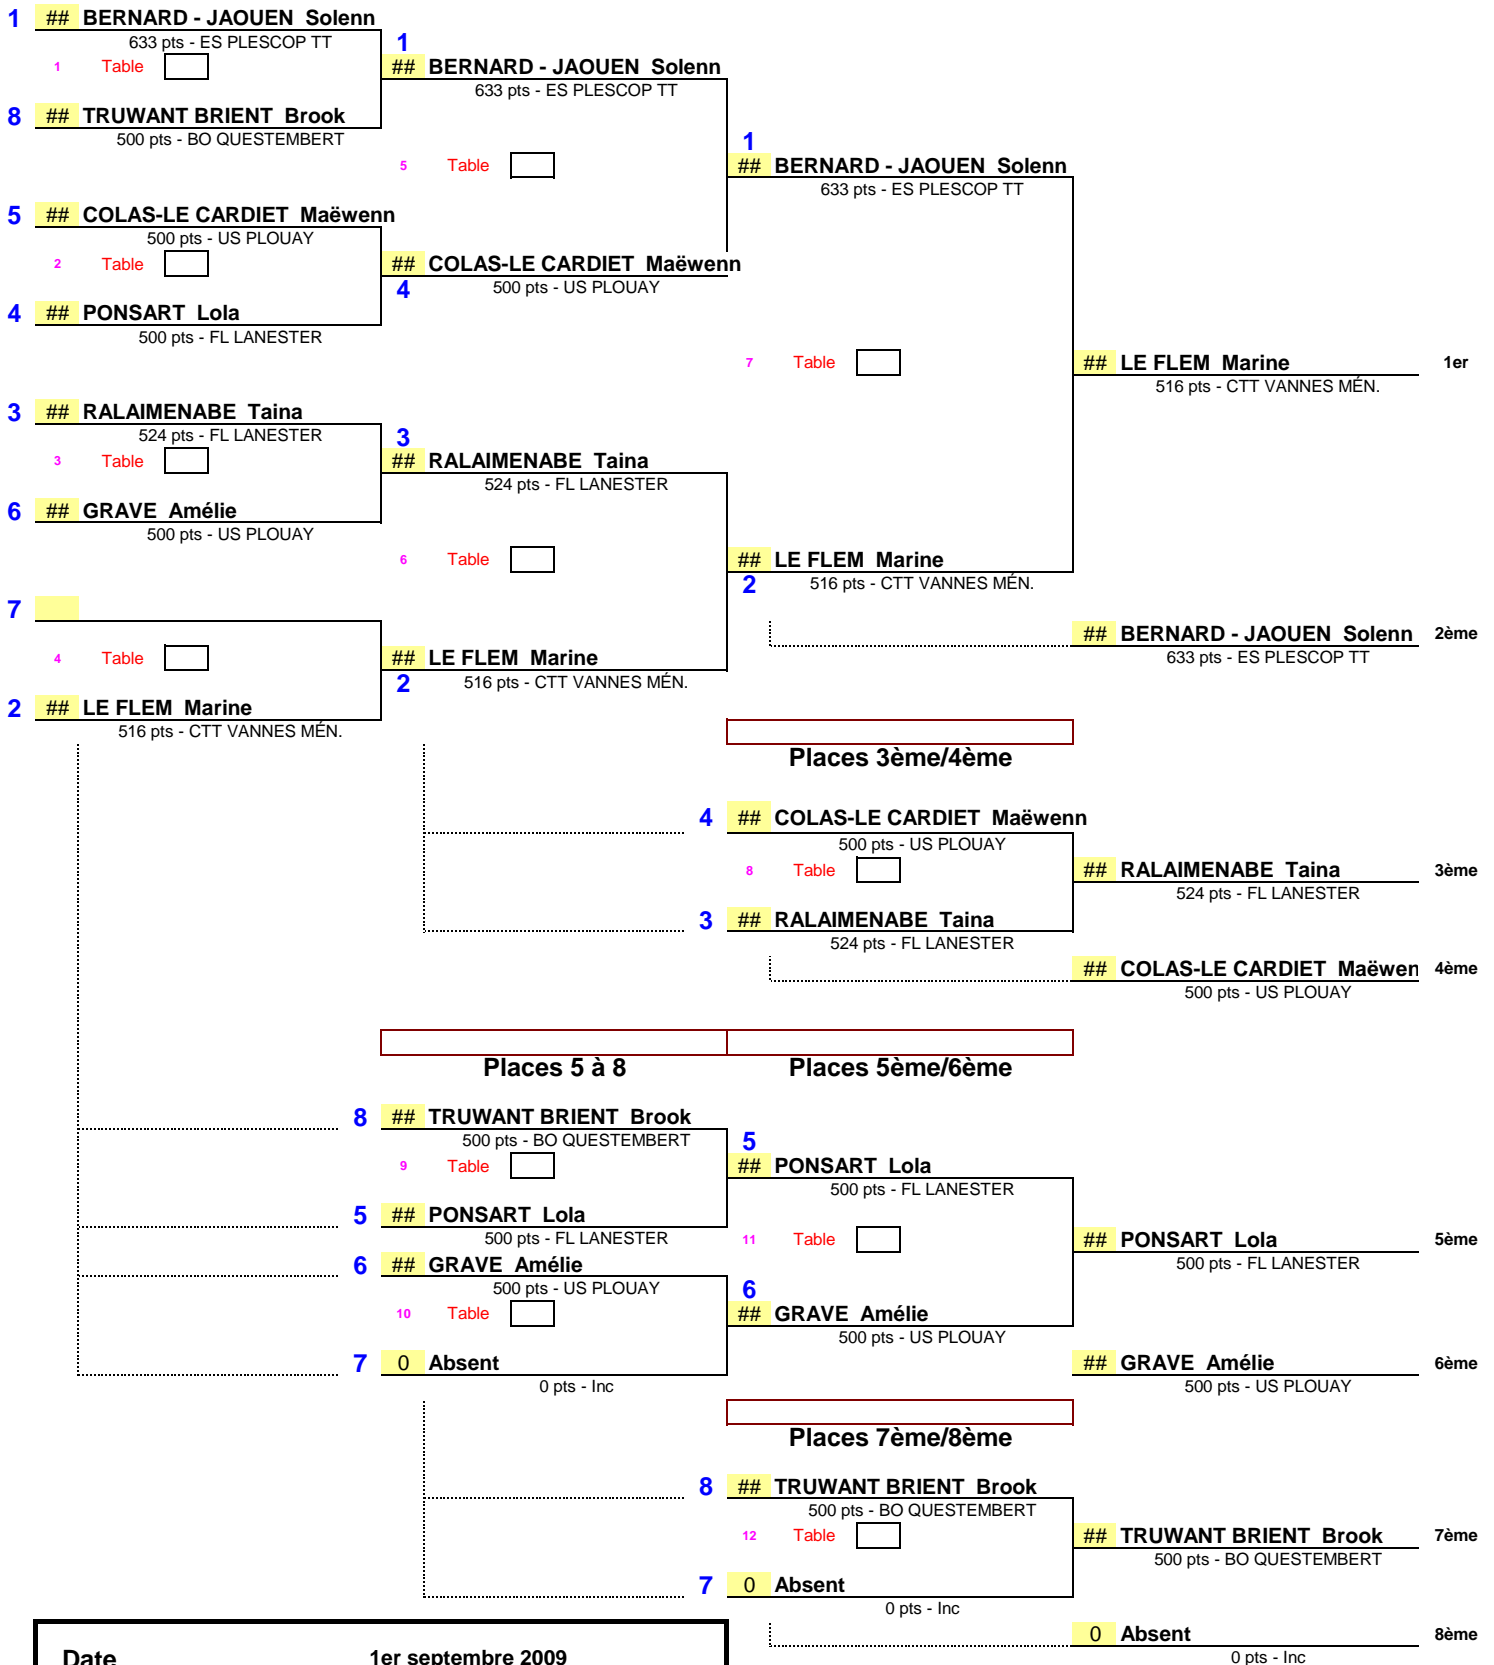 1 ## BERNARD - JAOUEN Solenn
633 pts - ES PLESCOP TT
1
1 Table
## BERNARD - JAOUEN Solenn
633 pts - ES PLESCOP TT
8 ## TRUWANT BRIENT Brook
500 pts - BO QUESTEMBERT
1
5 Table
## BERNARD - JAOUEN Solenn
633 pts - ES PLESCOP TT
5 ## COLAS-LE CARDIET Maëwenn
500 pts - US PLOUAY
2 Table
## COLAS-LE CARDIET Maëwenn
500 pts - US PLOUAY
4
4 ## PONSART Lola
500 pts - FL LANESTER
7 Table
## LE FLEM Marine 1er
516 pts - CTT VANNES MÉN.
3 ## RALAIMENABE Taina
524 pts - FL LANESTER
3
3 Table
## RALAIMENABE Taina
524 pts - FL LANESTER
6 ## GRAVE Amélie
500 pts - US PLOUAY
6 Table
## LE FLEM Marine
516 pts - CTT VANNES MÉN.
2
7
## BERNARD - JAOUEN Solenn 2ème
633 pts - ES PLESCOP TT
4 Table
## LE FLEM Marine
516 pts - CTT VANNES MÉN.
2
2 ## LE FLEM Marine
516 pts - CTT VANNES MÉN.
Places 3ème/4ème
4 ## COLAS-LE CARDIET Maëwenn
500 pts - US PLOUAY
8 Table
## RALAIMENABE Taina 3ème
524 pts - FL LANESTER
3 ## RALAIMENABE Taina
524 pts - FL LANESTER
## COLAS-LE CARDIET Maëwen 4ème
500 pts - US PLOUAY
Places 5 à 8 Places 5ème/6ème
8 ## TRUWANT BRIENT Brook
500 pts - BO QUESTEMBERT
5
9 Table
## PONSART Lola
500 pts - FL LANESTER
5 ## PONSART Lola
500 pts - FL LANESTER
11 Table
## PONSART Lola 5ème
500 pts - FL LANESTER
6 ## GRAVE Amélie
500 pts - US PLOUAY
6
10 Table
## GRAVE Amélie
500 pts - US PLOUAY
7 0 Absent
0 pts - Inc
## GRAVE Amélie 6ème
500 pts - US PLOUAY
Places 7ème/8ème
8 ## TRUWANT BRIENT Brook
500 pts - BO QUESTEMBERT
12 Table
## TRUWANT BRIENT Brook 7ème
500 pts - BO QUESTEMBERT
7 0 Absent
0 pts - Inc
0 Absent 8ème
0 pts - Inc
Date 1er septembre 2009